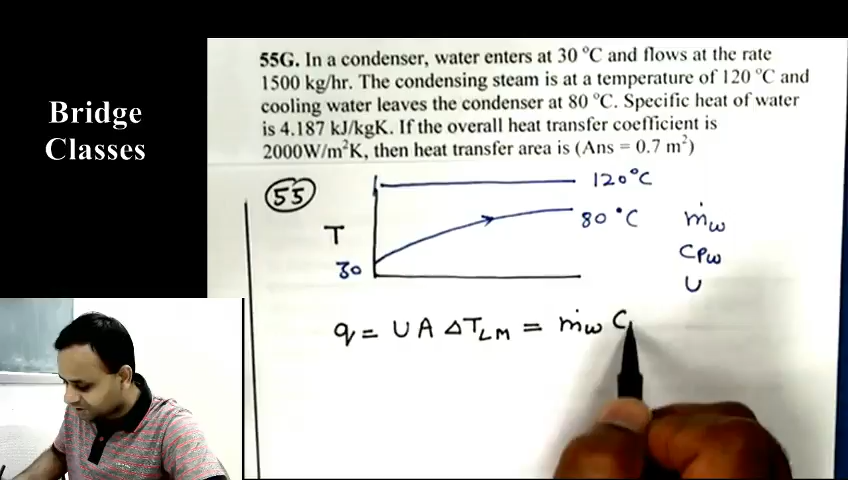 Bridge
Classes
55G. In a condenser, water enters at 30 °C and flows at the rate
1500 kg/hr. The condensing steam is at a temperature of 120 °C and
cooling water leaves the condenser at 80 °C. Specific heat of water
is 4.187 kJ/kgK. If the overall heat transfer coefficient is
2000W/m²K, then heat transfer area is (Ans = 0.7 m²)
55
120°C
80 °C
T
30
ṁw
Cpw
U
q = U A ΔT_LM = ṁw C